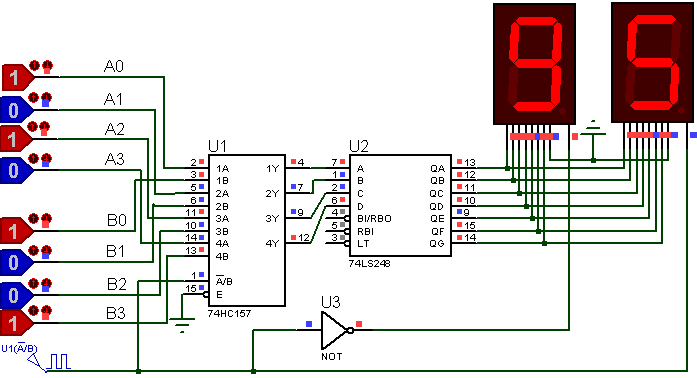 95
1 A0
0 A1
1 A2
0 A3
1 B0
0 B1
0 B2
1 B3
U1(A̅/B)
U1
2 1A 1Y 4
3 1B
5 2A 2Y 7
6 2B
11 3A 3Y 9
10 3B
14 4A 4Y 12
13 4B
1 A̅/B
15 E
74HC157
U2
7 A QA 13
1 B QB 12
2 C QC 11
6 D QD 10
4 BI/RBO QE 9
5 RBI QF 15
3 LT QG 14
74LS248
U3
NOT